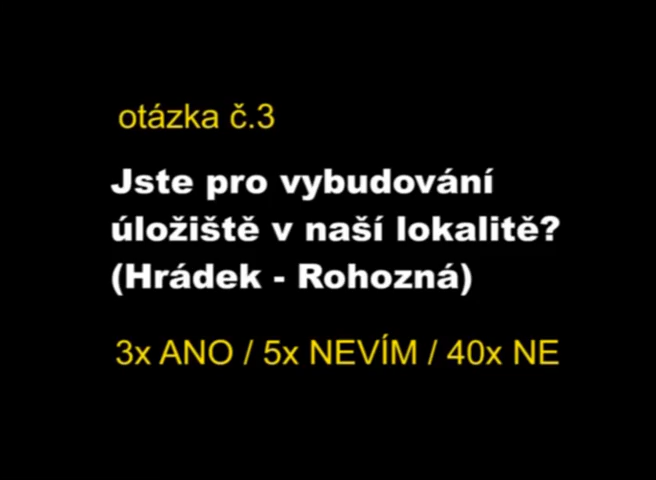 otázka č.3
Jste pro vybudování
úložiště v naší lokalitě?
(Hrádek - Rohozná)
3x ANO / 5x NEVÍM / 40x NE